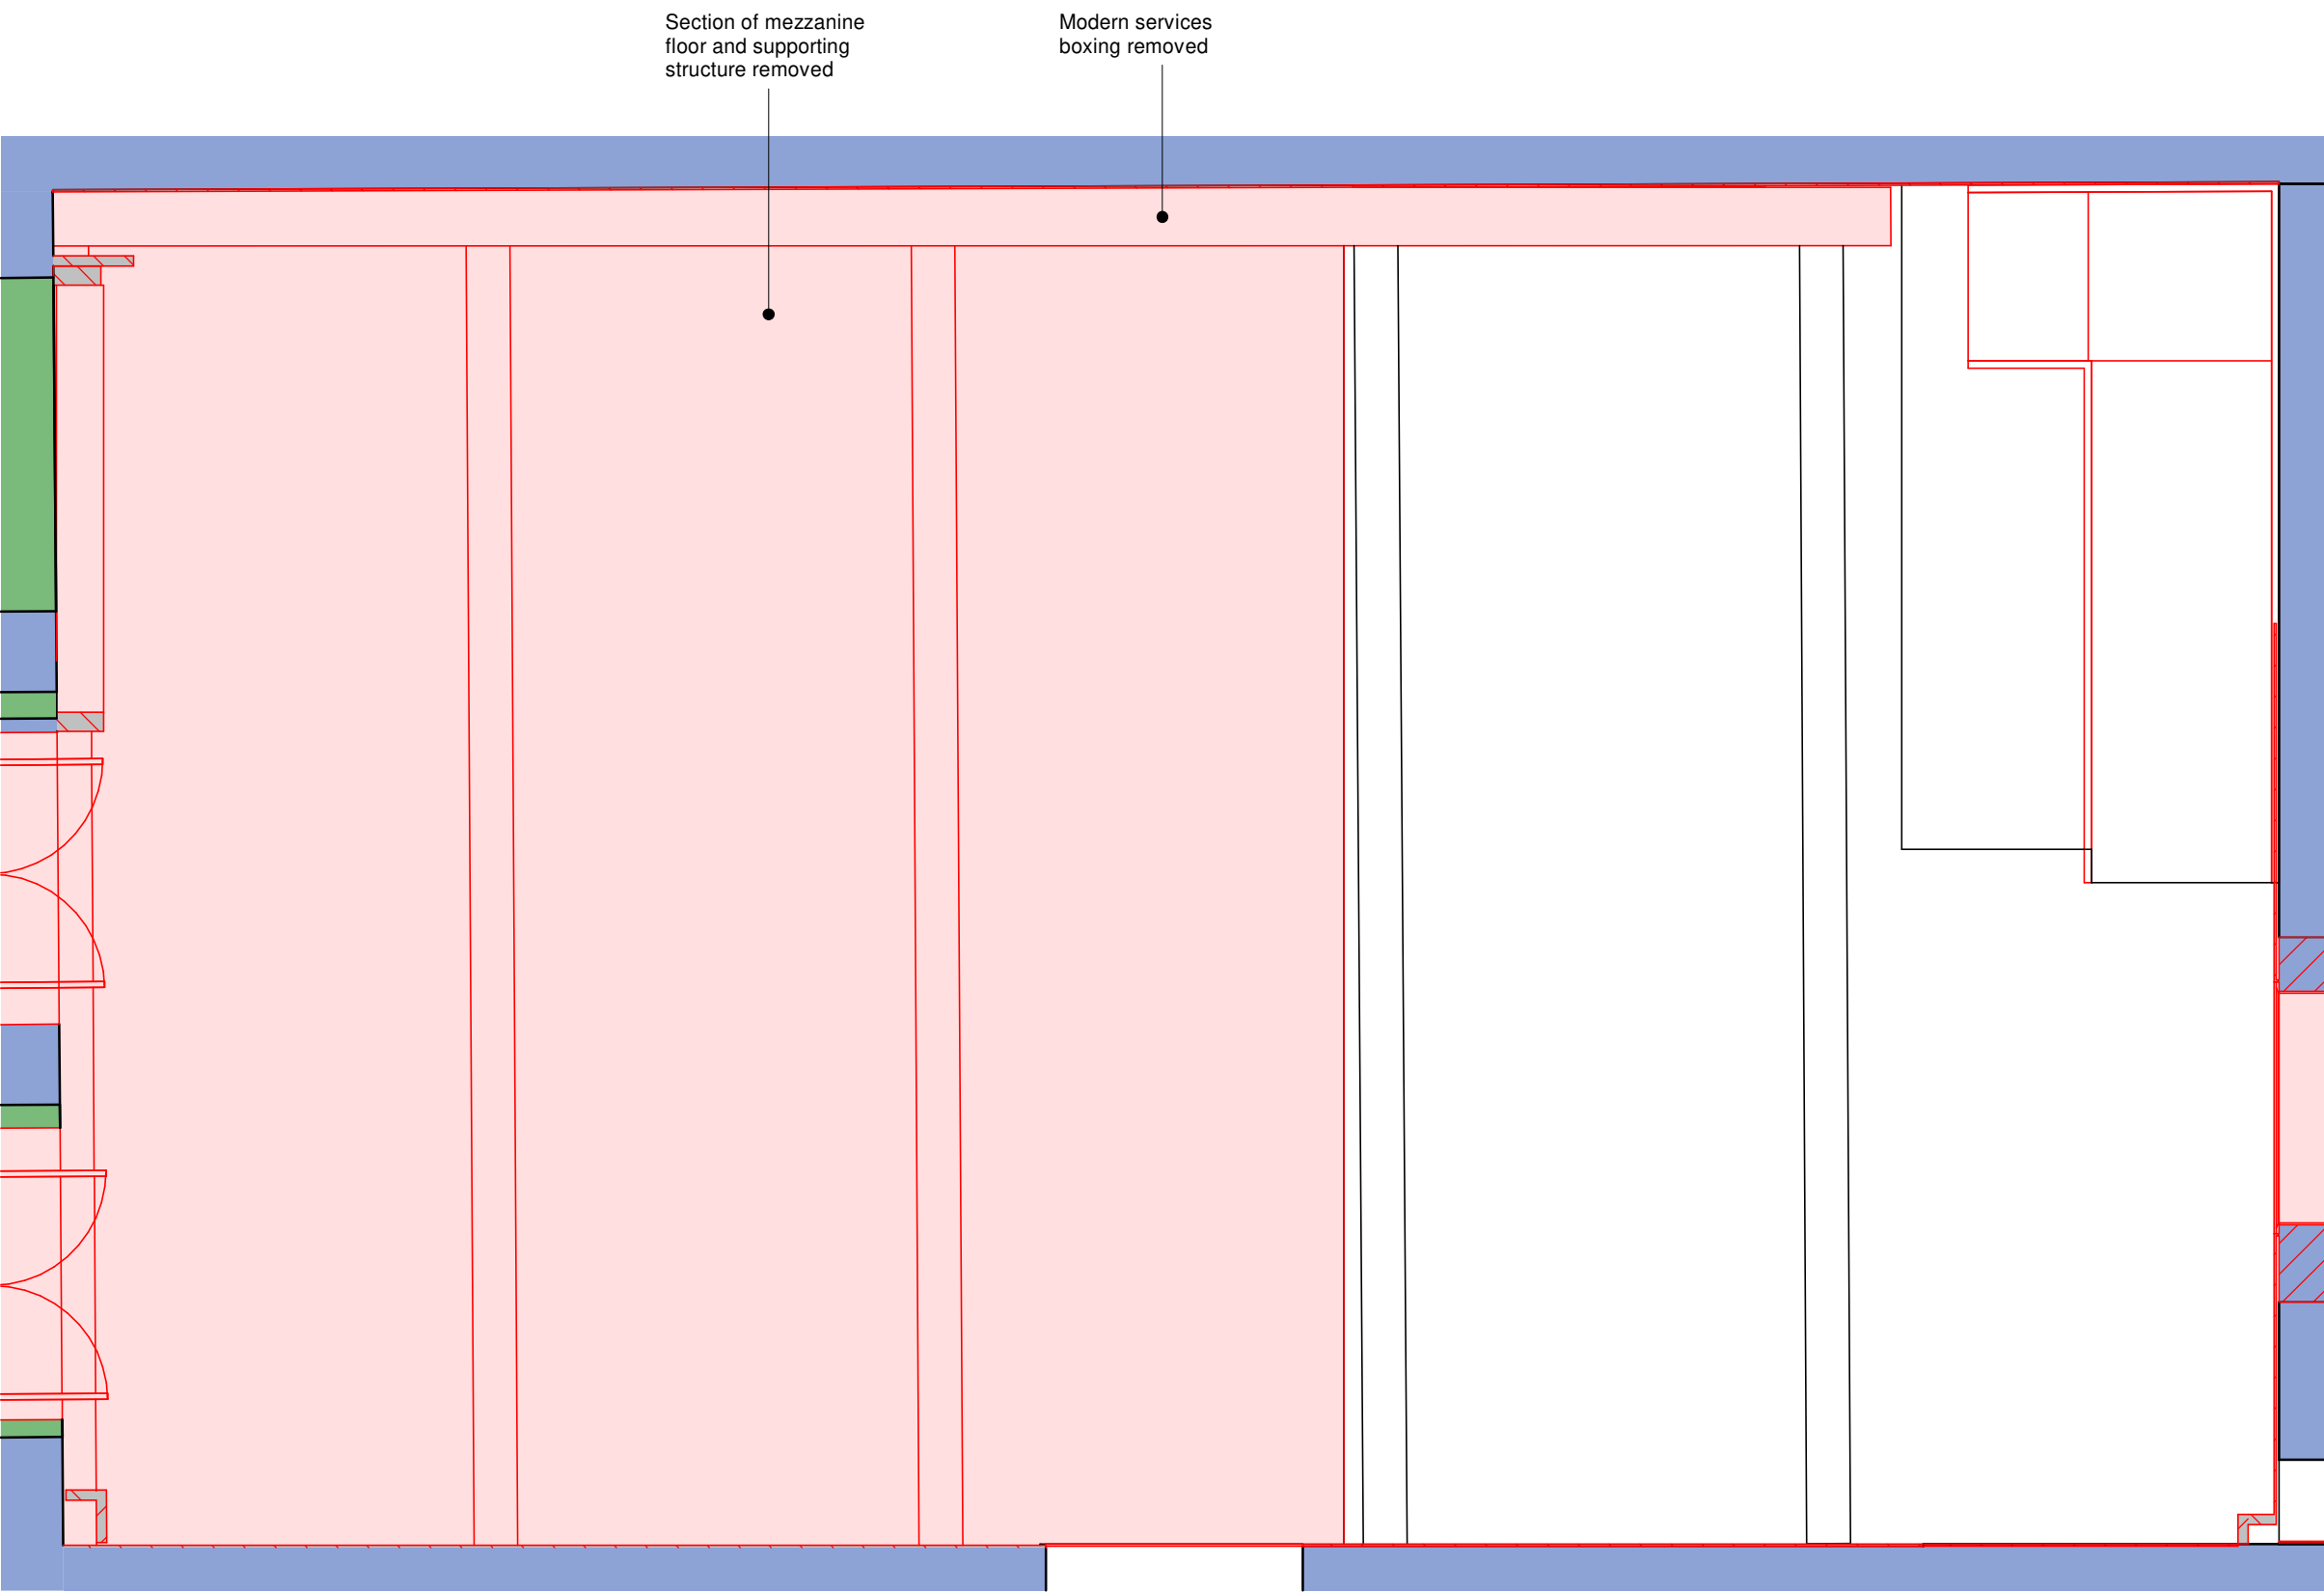 Section of mezzanine
floor and supporting
structure removed
Modern services
boxing removed